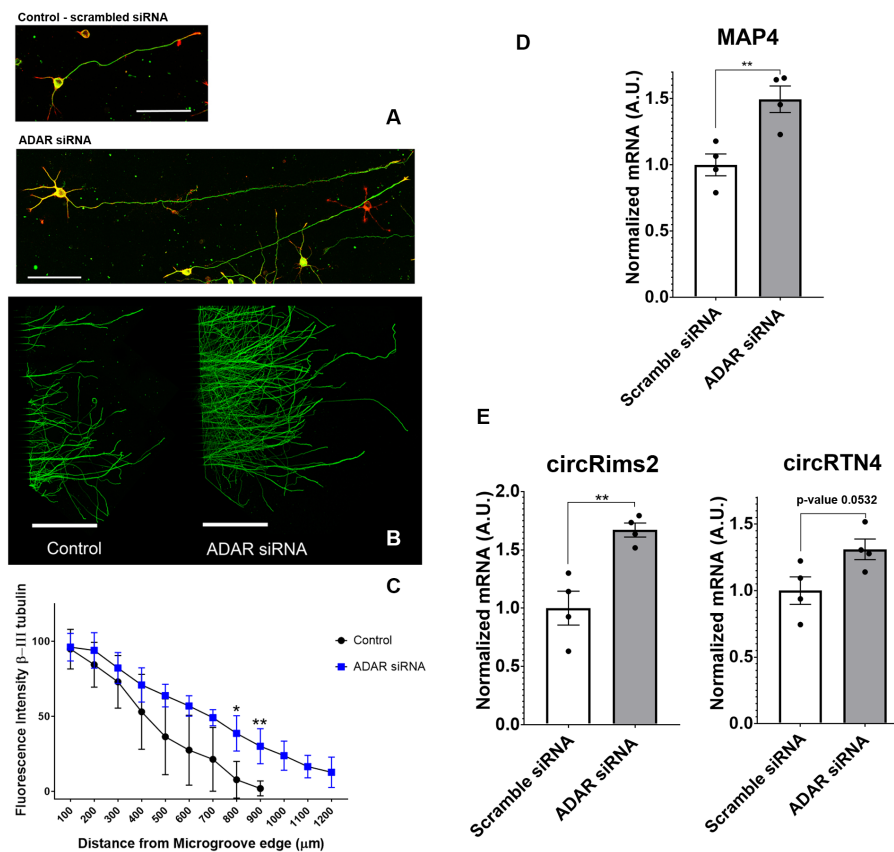 Control - scrambled siRNA
A
ADAR siRNA
Control
ADAR siRNA
B
C
Fluorescence Intensity β–III tubulin
100
50
0
Control
ADAR siRNA
*
**
100
200
300
400
500
600
700
800
900
1000
1100
1200
Distance from Microgroove edge (μm)
D
MAP4
Normalized mRNA (A.U.)
**
1.5
1.0
0.5
0.0
Scramble siRNA
ADAR siRNA
E
circRims2
Normalized mRNA (A.U.)
**
2.0
1.5
1.0
0.5
0.0
Scramble siRNA
ADAR siRNA
circRTN4
Normalized mRNA (A.U.)
p-value 0.0532
1.5
1.0
0.5
0.0
Scramble siRNA
ADAR siRNA